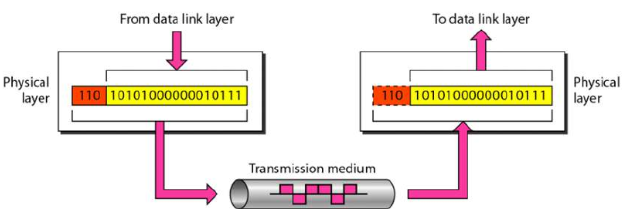 From data link layer
To data link layer
Physical
layer
110 10101000000010111
110 10101000000010111
Physical
layer
Transmission medium